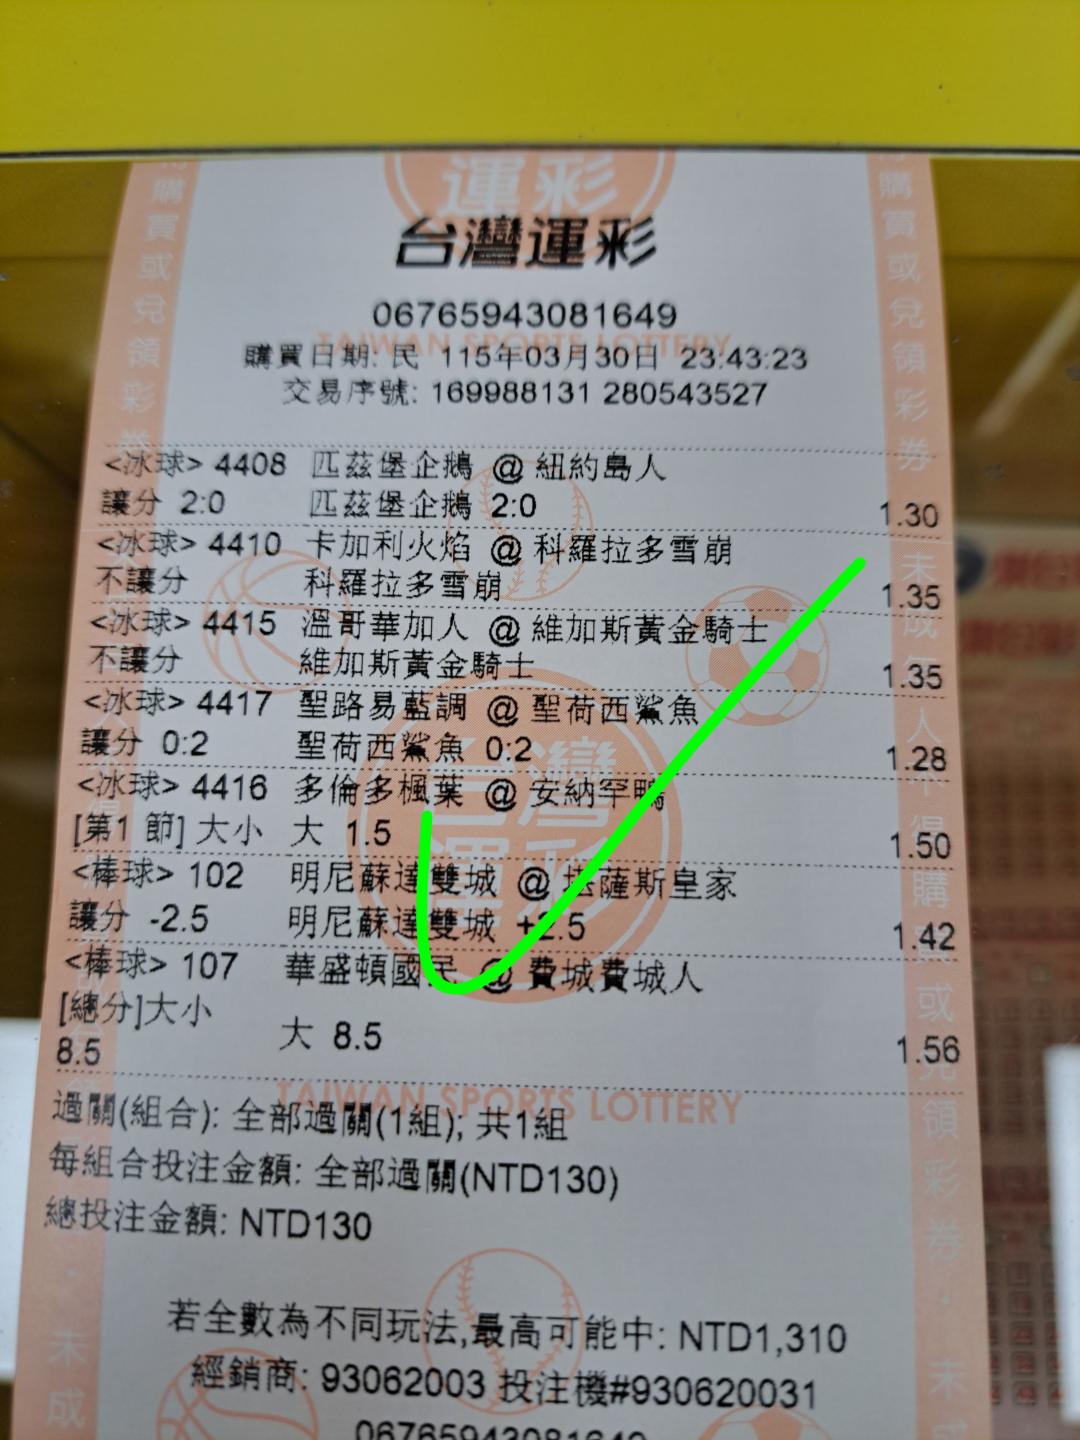 運彩
台灣運彩
06765943081649
TAIWAN SPORTS LOTTERY
購買日期: 民 115年03月30日 23:43:23
交易序號: 169988131 280543527
<冰球> 4408 匹茲堡企鵝 @ 紐約島人
讓分 2:0 匹茲堡企鵝 2:0 1.30
<冰球> 4410 卡加利火焰 @ 科羅拉多雪崩
不讓分 科羅拉多雪崩 1.35
<冰球> 4415 溫哥華加人 @ 維加斯黃金騎士
不讓分 維加斯黃金騎士 1.35
<冰球> 4417 聖路易藍調 @ 聖荷西鯊魚
讓分 0:2 聖荷西鯊魚 0:2 1.28
<冰球> 4416 多倫多楓葉 @ 安納罕鴨
[第1 節] 大小 大 1.5 1.50
<棒球> 102 明尼蘇達雙城 @ 堪薩斯皇家
讓分 -2.5 明尼蘇達雙城 +2.5 1.42
<棒球> 107 華盛頓國民 @ 費城費城人
[總分]大小
8.5 大 8.5 1.56
TAIWAN SPORTS LOTTERY
過關(組合): 全部過關(1組); 共1組
每組合投注金額: 全部過關(NTD130)
總投注金額: NTD130
若全數為不同玩法,最高可能中: NTD1,310
經銷商: 93062003 投注機#930620031
06765943081649